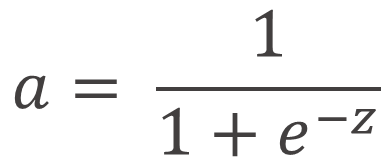 a = 1 / (1 + e^{-z})